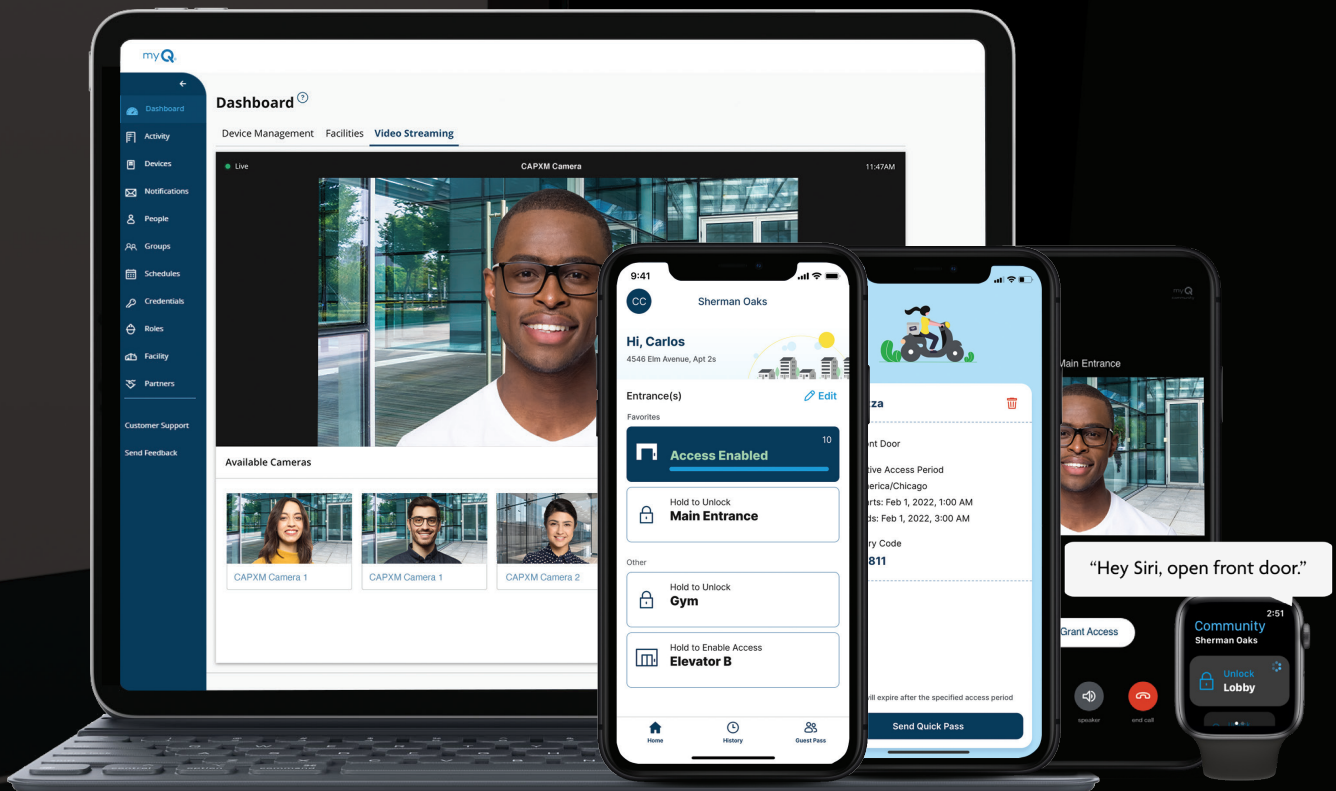 myQ
Dashboard
Activity
Devices
Notifications
People
Groups
Schedules
Credentials
Roles
Facility
Partners
Customer Support
Send Feedback
Dashboard ?
Device Management Facilities Video Streaming
Live CAPXM Camera 11:47AM
Available Cameras
CAPXM Camera 1 CAPXM Camera 1 CAPXM Camera 2
control option command
9:41
CC Sherman Oaks
Hi, Carlos
4546 Elm Avenue, Apt 2s
Entrance(s) Edit
Favorites
10
Access Enabled
Hold to Unlock
Main Entrance
Other
Hold to Unlock
Gym
Hold to Enable Access
Elevator B
Home History Guest Pass
za
nt Door
tive Access Period
erica/Chicago
rts: Feb 1, 2022, 1:00 AM
ds: Feb 1, 2022, 3:00 AM
ry Code
811
ill expire after the specified access period
Send Quick Pass
myQ
Main Entrance
Grant Access
speaker end call
“Hey Siri, open front door.”
2:51
Community
Sherman Oaks
Unlock
Lobby